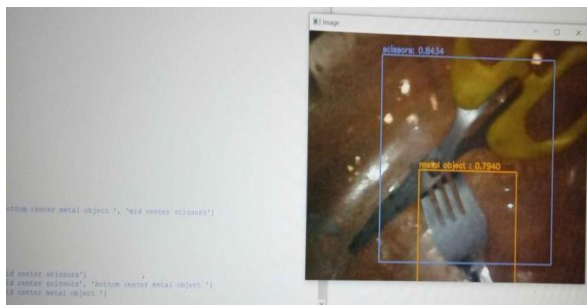 Image
scissors: 0.8434
metal object : 0.7940
ottom center metal object ', 'mid center scissors']
id center scissors']
id center scissors', 'bottom center metal object ']
id center metal object ']